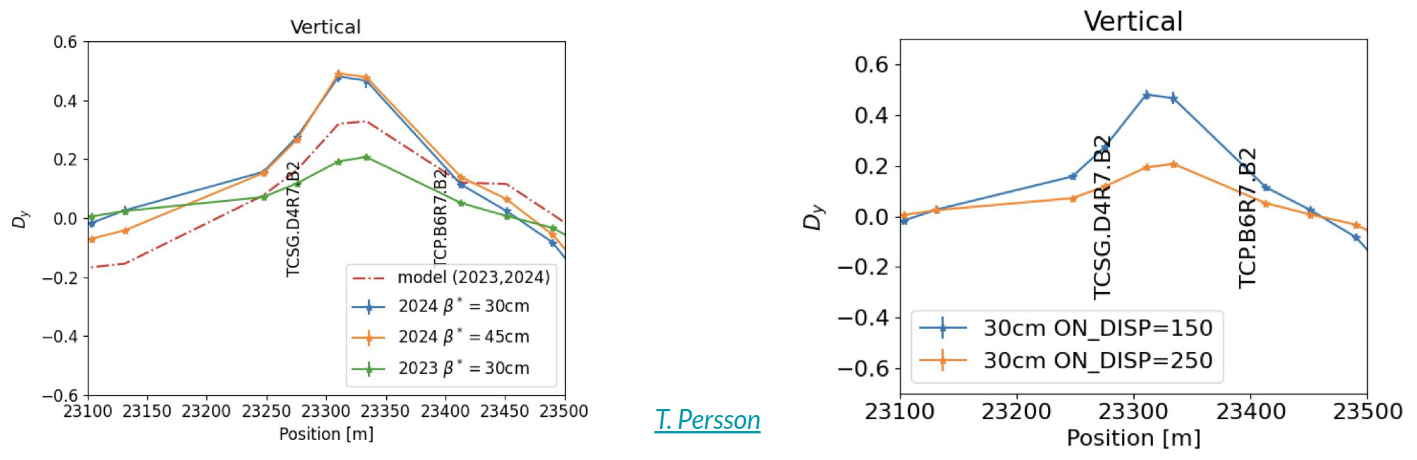 Vertical
0.6
0.4
0.2
0.0
−0.2
−0.4
−0.6
D_y
TCSG.D4R7.B2
TCP.B6R7.B2
model (2023,2024)
2024 β* = 30cm
2024 β* = 45cm
2023 β* = 30cm
23100 23150 23200 23250 23300 23350 23400 23450 23500
Position [m]
T. Persson
Vertical
0.6
0.4
0.2
0.0
−0.2
−0.4
−0.6
D_y
TCSG.D4R7.B2
TCP.B6R7.B2
30cm ON_DISP=150
30cm ON_DISP=250
23100 23200 23300 23400 23500
Position [m]